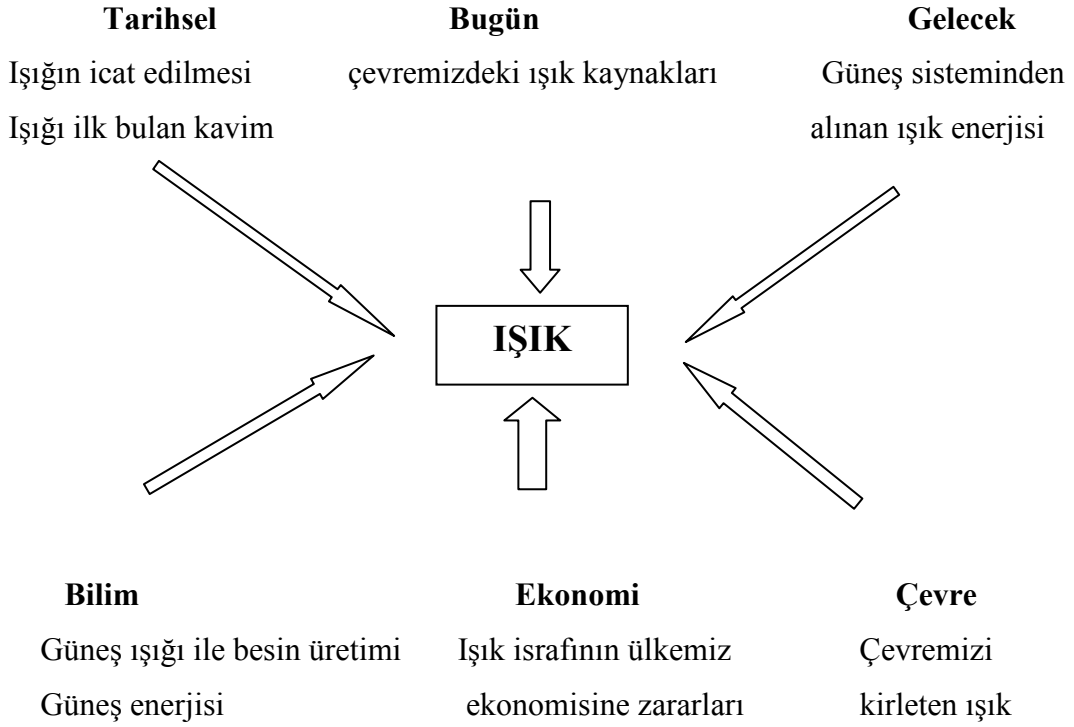 Tarihsel Bugün Gelecek
Işığın icat edilmesi çevremizdeki ışık kaynakları Güneş sisteminden
Işığı ilk bulan kavim alınan ışık enerjisi
IŞIK
Bilim Ekonomi Çevre
Güneş ışığı ile besin üretimi Işık israfının ülkemiz Çevremizi
Güneş enerjisi ekonomisine zararları kirleten ışık